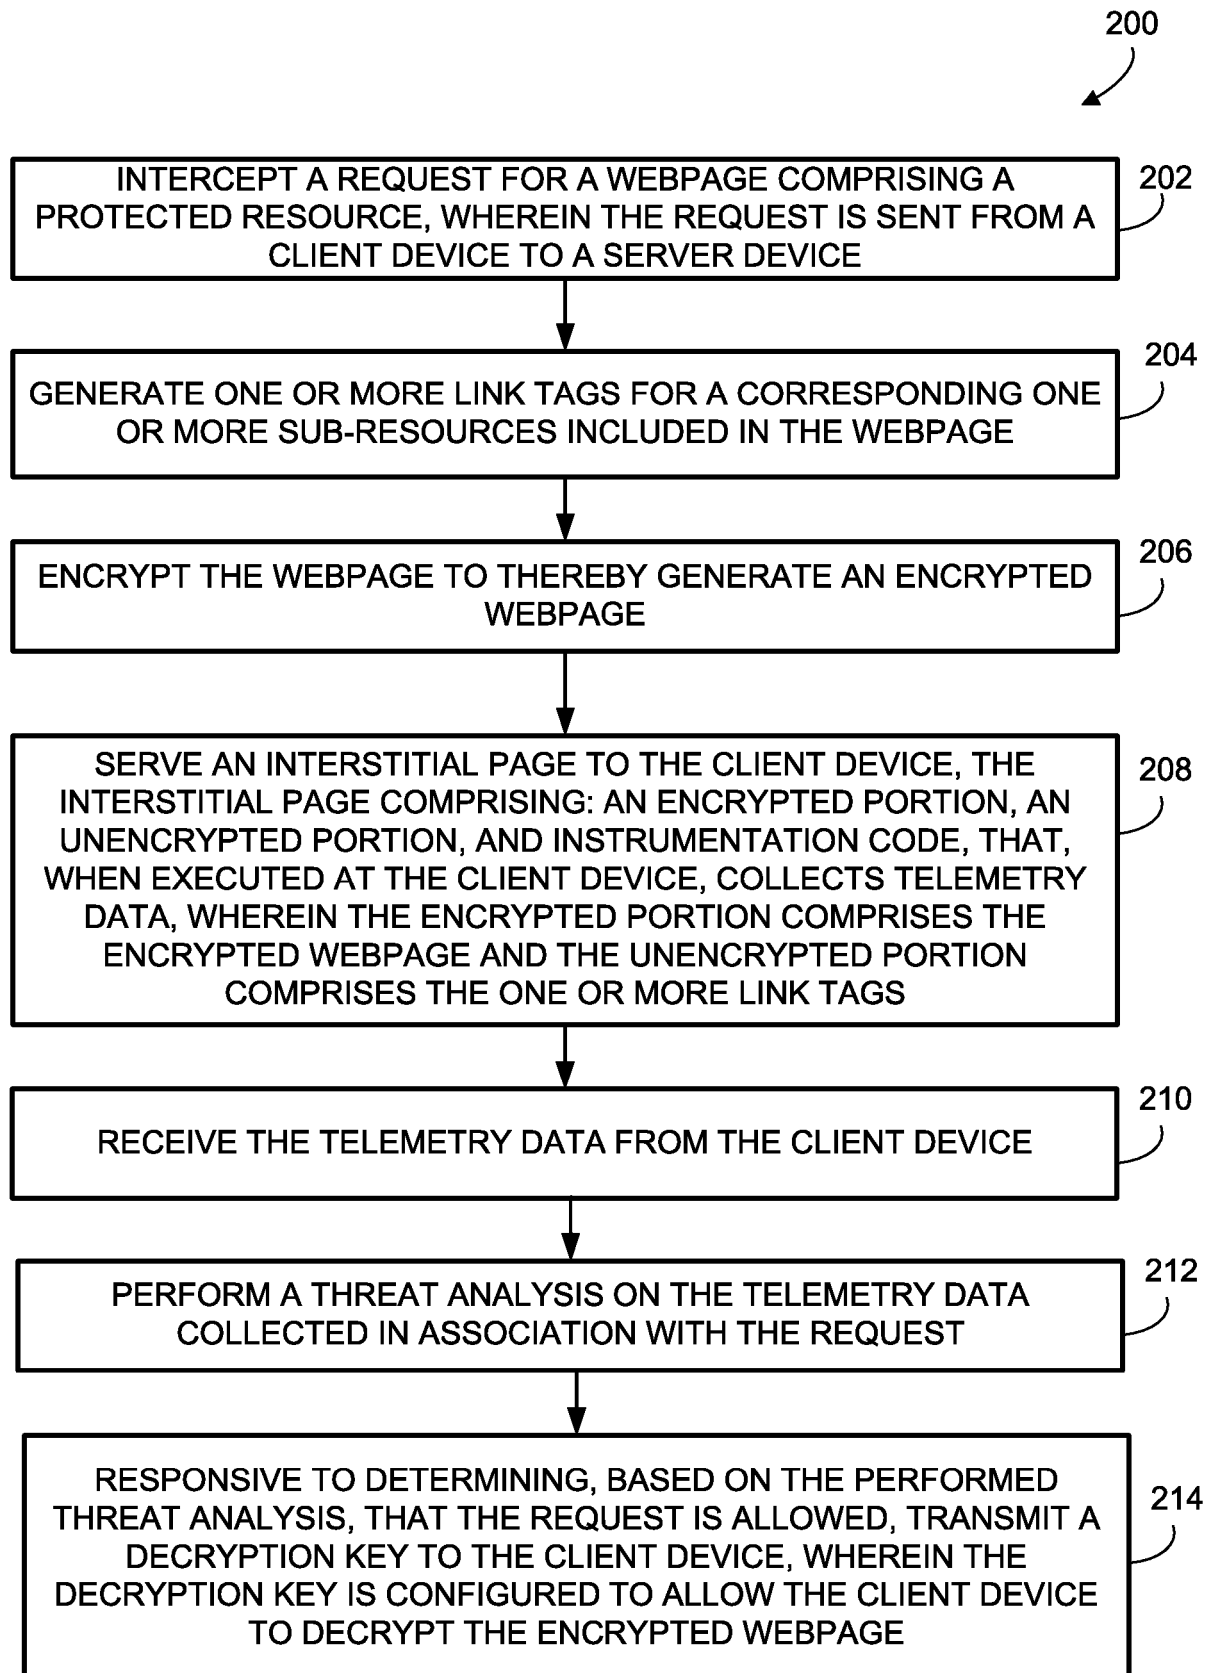 200
INTERCEPT A REQUEST FOR A WEBPAGE COMPRISING A
PROTECTED RESOURCE, WHEREIN THE REQUEST IS SENT FROM A
CLIENT DEVICE TO A SERVER DEVICE
202
GENERATE ONE OR MORE LINK TAGS FOR A CORRESPONDING ONE
OR MORE SUB-RESOURCES INCLUDED IN THE WEBPAGE
204
ENCRYPT THE WEBPAGE TO THEREBY GENERATE AN ENCRYPTED
WEBPAGE
206
SERVE AN INTERSTITIAL PAGE TO THE CLIENT DEVICE, THE
INTERSTITIAL PAGE COMPRISING: AN ENCRYPTED PORTION, AN
UNENCRYPTED PORTION, AND INSTRUMENTATION CODE, THAT,
WHEN EXECUTED AT THE CLIENT DEVICE, COLLECTS TELEMETRY
DATA, WHEREIN THE ENCRYPTED PORTION COMPRISES THE
ENCRYPTED WEBPAGE AND THE UNENCRYPTED PORTION
COMPRISES THE ONE OR MORE LINK TAGS
208
RECEIVE THE TELEMETRY DATA FROM THE CLIENT DEVICE
210
PERFORM A THREAT ANALYSIS ON THE TELEMETRY DATA
COLLECTED IN ASSOCIATION WITH THE REQUEST
212
RESPONSIVE TO DETERMINING, BASED ON THE PERFORMED
THREAT ANALYSIS, THAT THE REQUEST IS ALLOWED, TRANSMIT A
DECRYPTION KEY TO THE CLIENT DEVICE, WHEREIN THE
DECRYPTION KEY IS CONFIGURED TO ALLOW THE CLIENT DEVICE
TO DECRYPT THE ENCRYPTED WEBPAGE
214